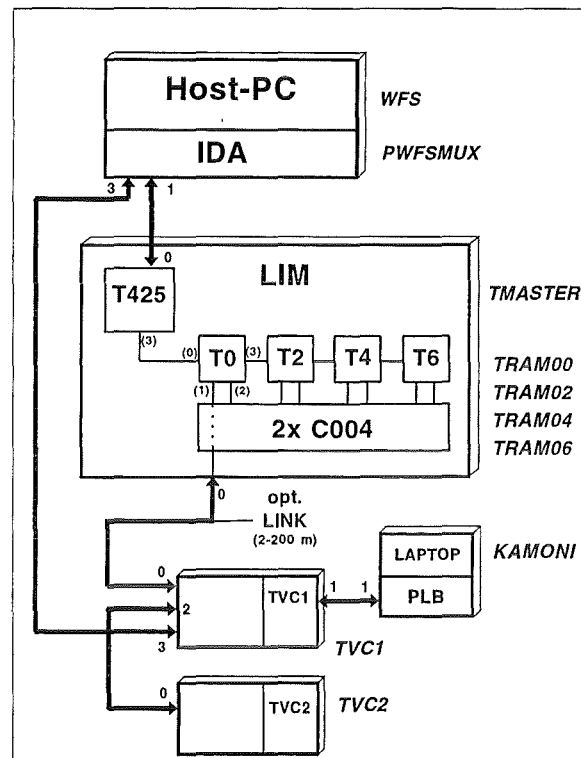 Host-PC
WFS
IDA
PWFSMUX
3
1
0
LIM
T425
TMASTER
(3)
(0)
T0
(3)
T2
T4
T6
TRAM00
(1)
(2)
TRAM02
2x C004
TRAM04
TRAM06
0
opt.
LINK
(2-200 m)
KAMONI
LAPTOP
0
TVC1
1
1
PLB
2
3
TVC1
0
TVC2
TVC2